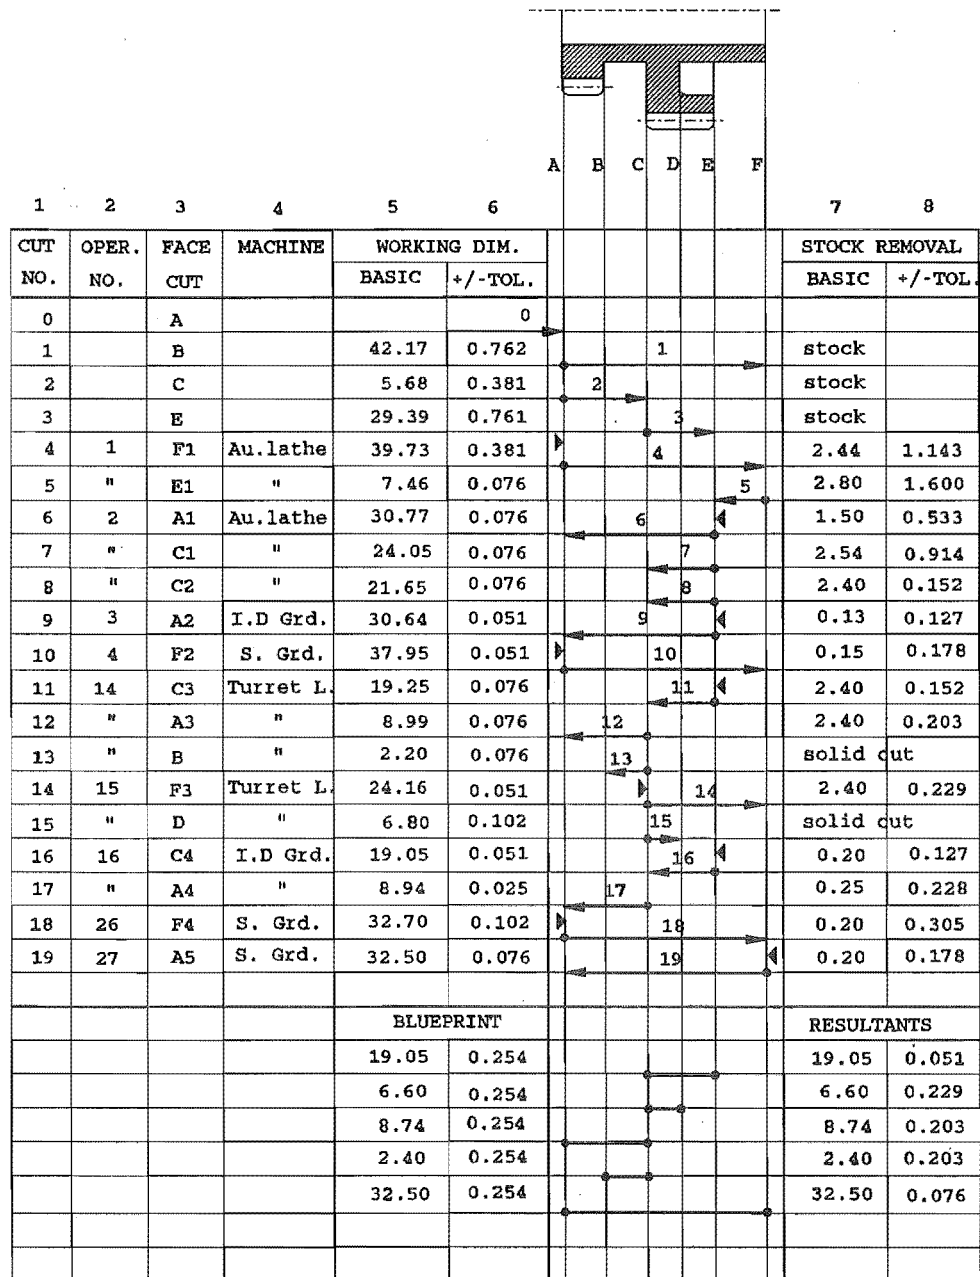 A B C D E F
1 2 3 4 5 6 7 8
CUT OPER. FACE MACHINE WORKING DIM. STOCK REMOVAL
NO. NO. CUT BASIC +/-TOL. BASIC +/-TOL.
0 A 0
1 B 42.17 0.762 1 stock
2 C 5.68 0.381 2 stock
3 E 29.39 0.761 3 stock
4 1 F1 Au.lathe 39.73 0.381 4 2.44 1.143
5 " E1 " 7.46 0.076 5 2.80 1.600
6 2 A1 Au.lathe 30.77 0.076 6 1.50 0.533
7 " C1 " 24.05 0.076 7 2.54 0.914
8 " C2 " 21.65 0.076 8 2.40 0.152
9 3 A2 I.D Grd. 30.64 0.051 9 0.13 0.127
10 4 F2 S. Grd. 37.95 0.051 10 0.15 0.178
11 14 C3 Turret L. 19.25 0.076 11 2.40 0.152
12 " A3 " 8.99 0.076 12 2.40 0.203
13 " B " 2.20 0.076 13 solid cut
14 15 F3 Turret L. 24.16 0.051 14 2.40 0.229
15 " D " 6.80 0.102 15 solid cut
16 16 C4 I.D Grd. 19.05 0.051 16 0.20 0.127
17 " A4 " 8.94 0.025 17 0.25 0.228
18 26 F4 S. Grd. 32.70 0.102 18 0.20 0.305
19 27 A5 S. Grd. 32.50 0.076 19 0.20 0.178
BLUEPRINT RESULTANTS
19.05 0.254 19.05 0.051
6.60 0.254 6.60 0.229
8.74 0.254 8.74 0.203
2.40 0.254 2.40 0.203
32.50 0.254 32.50 0.076